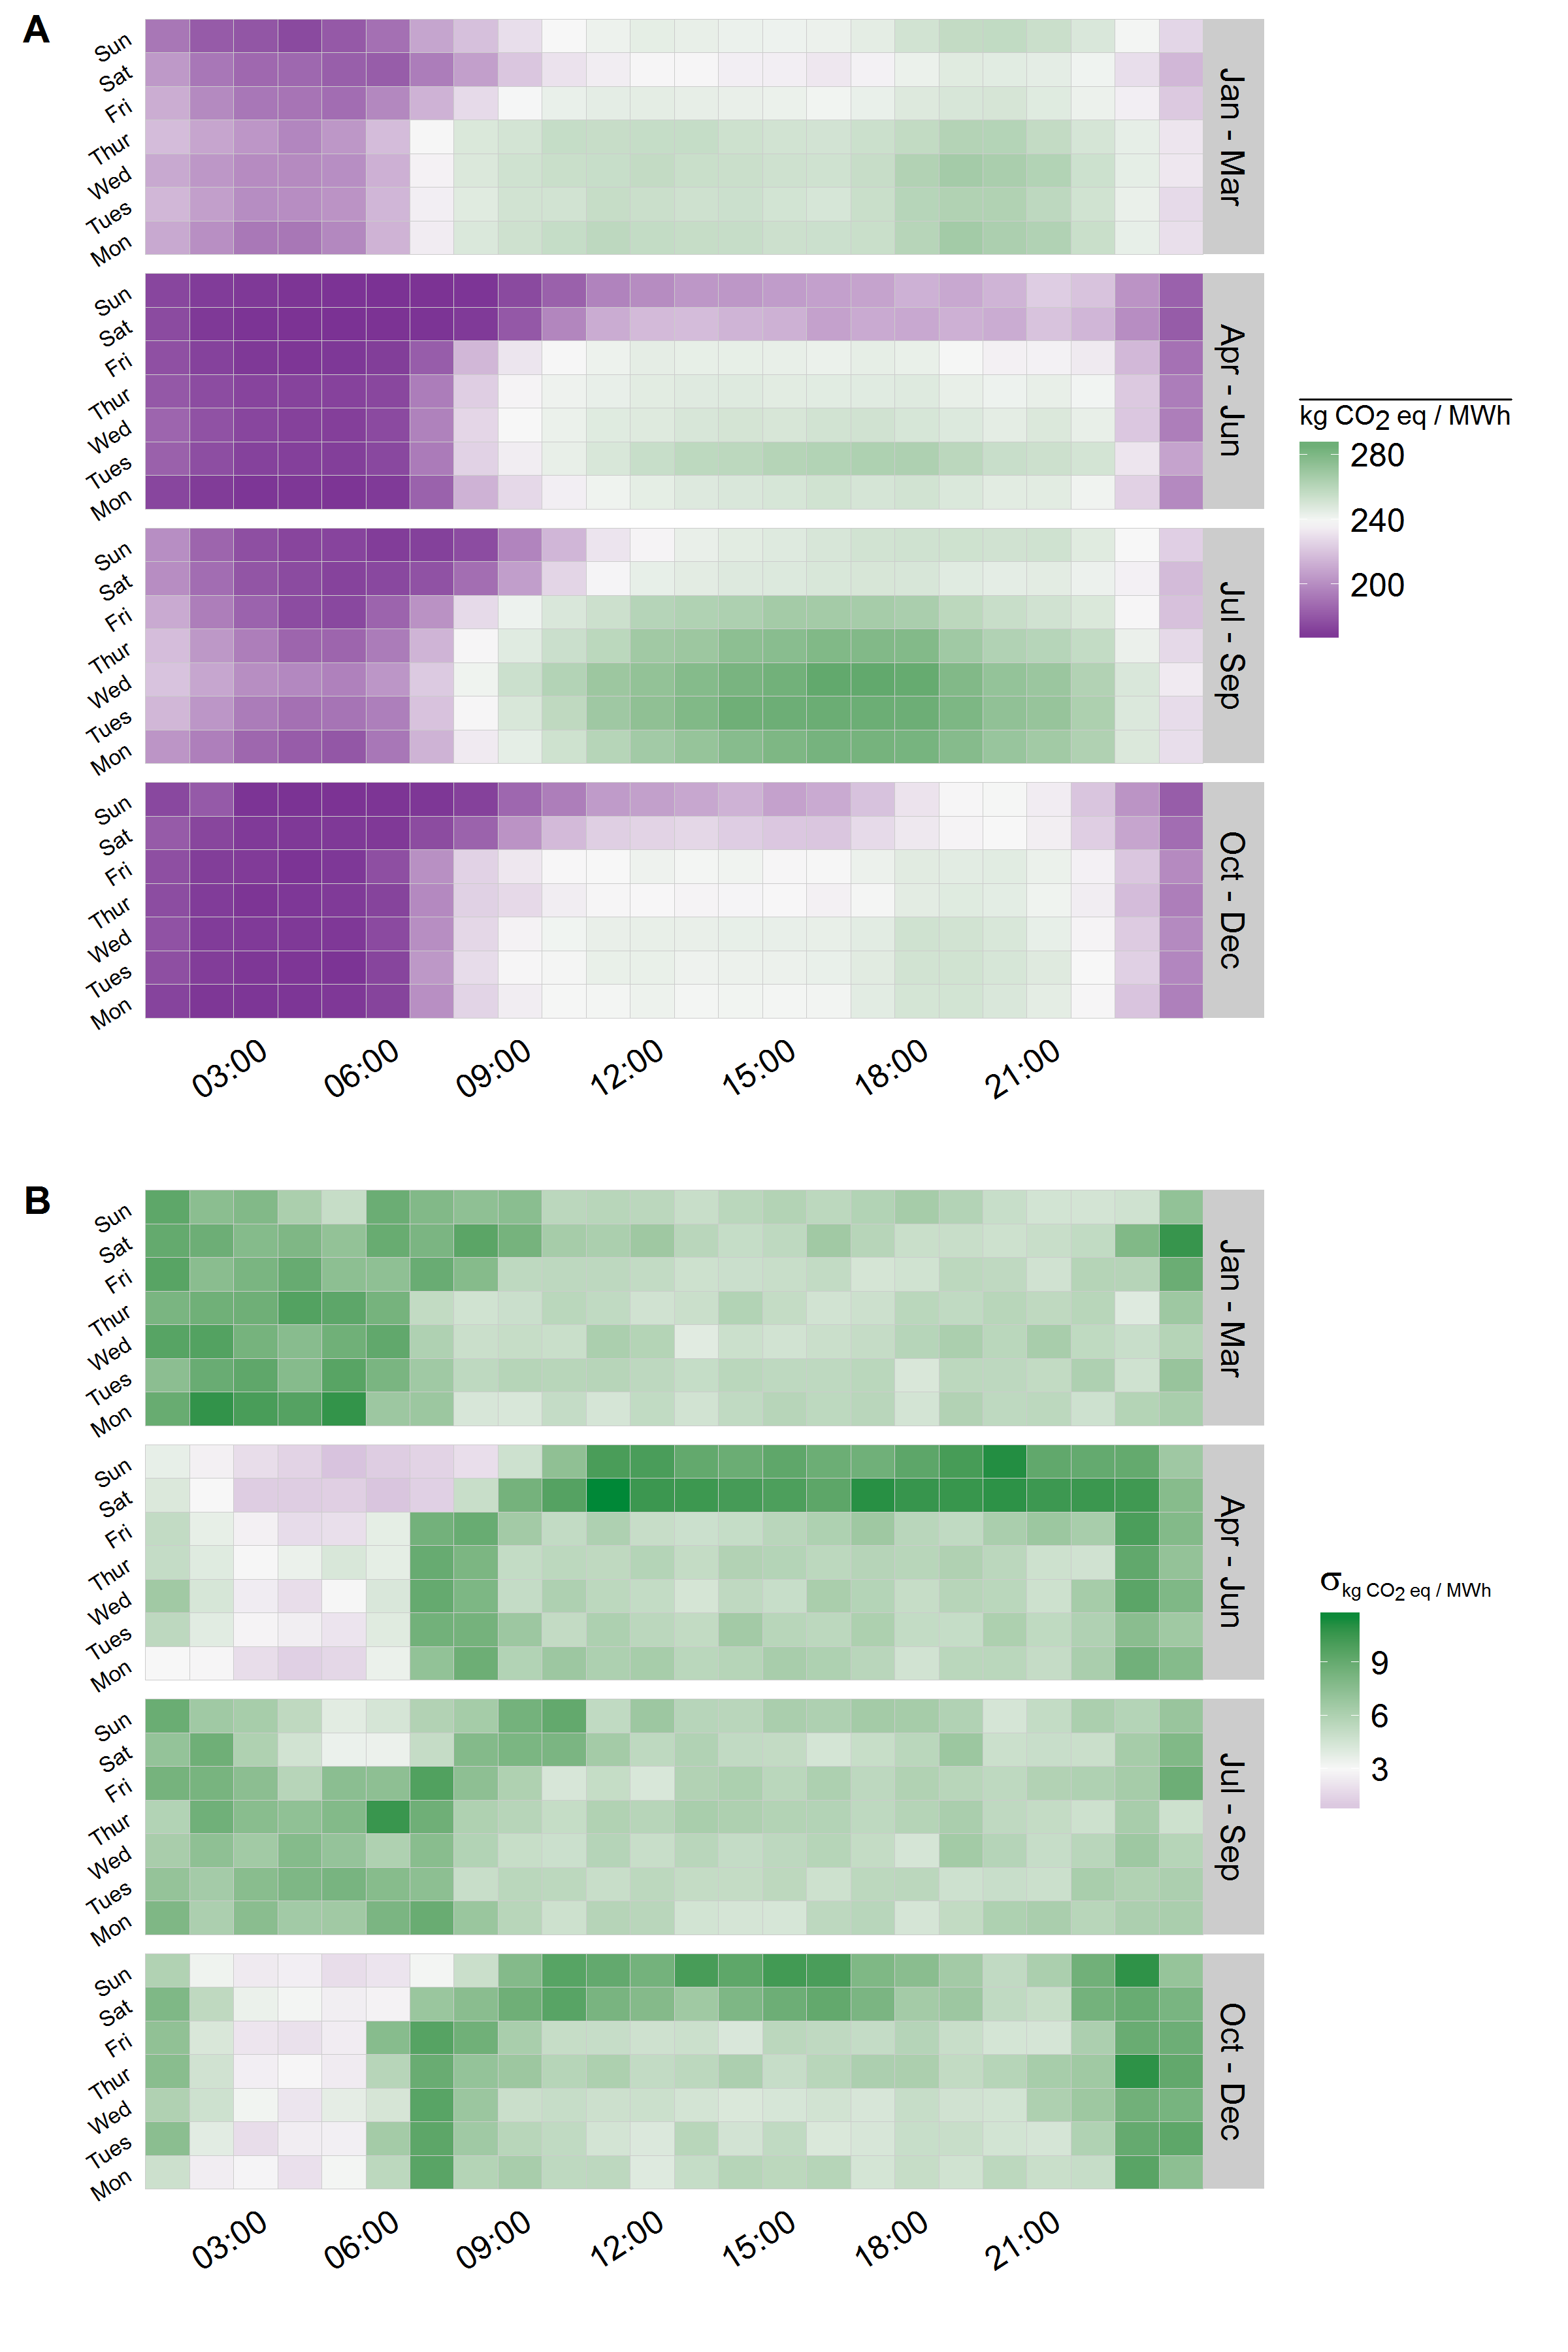 A
Sun
Sat
Fri
Thur
Wed
Tues
Mon
Jan - Mar
Sun
Sat
Fri
Thur
Wed
Tues
Mon
Apr - Jun
Sun
Sat
Fri
Thur
Wed
Tues
Mon
Jul - Sep
Sun
Sat
Fri
Thur
Wed
Tues
Mon
Oct - Dec
03:00 06:00 09:00 12:00 15:00 18:00 21:00
kg CO2 eq / MWh
280
240
200
B
Sun
Sat
Fri
Thur
Wed
Tues
Mon
Jan - Mar
Sun
Sat
Fri
Thur
Wed
Tues
Mon
Apr - Jun
Sun
Sat
Fri
Thur
Wed
Tues
Mon
Jul - Sep
Sun
Sat
Fri
Thur
Wed
Tues
Mon
Oct - Dec
03:00 06:00 09:00 12:00 15:00 18:00 21:00
σkg CO2 eq / MWh
9
6
3